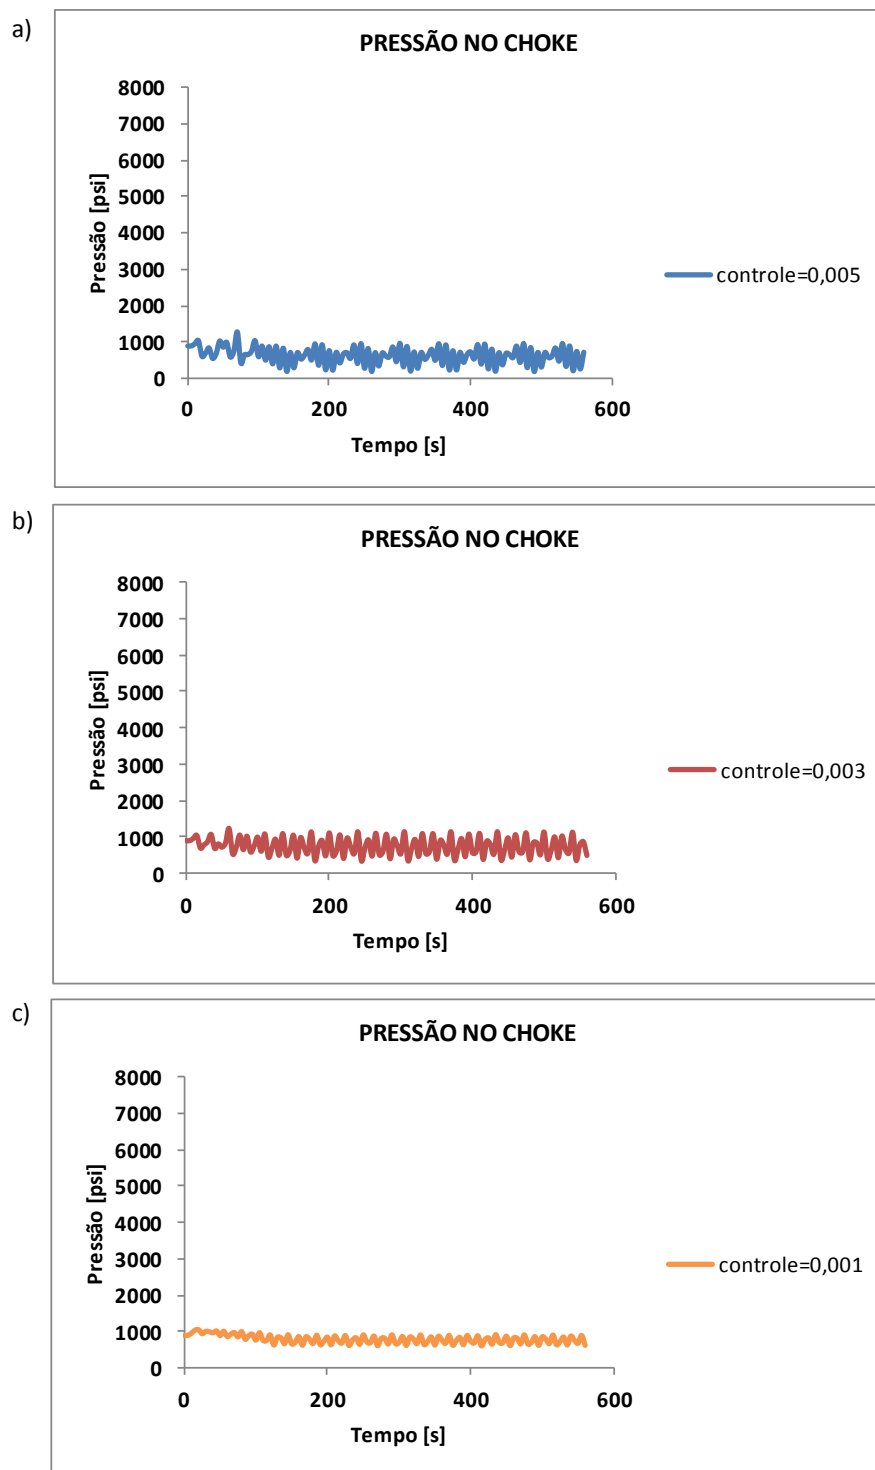 a)
PRESSÃO NO CHOKE
8000
7000
6000
5000
4000
3000
2000
1000
0
Pressão [psi]
0 200 400 600
Tempo [s]
controle=0,005
b)
PRESSÃO NO CHOKE
8000
7000
6000
5000
4000
3000
2000
1000
0
Pressão [psi]
0 200 400 600
Tempo [s]
controle=0,003
c)
PRESSÃO NO CHOKE
8000
7000
6000
5000
4000
3000
2000
1000
0
Pressão [psi]
0 200 400 600
Tempo [s]
controle=0,001